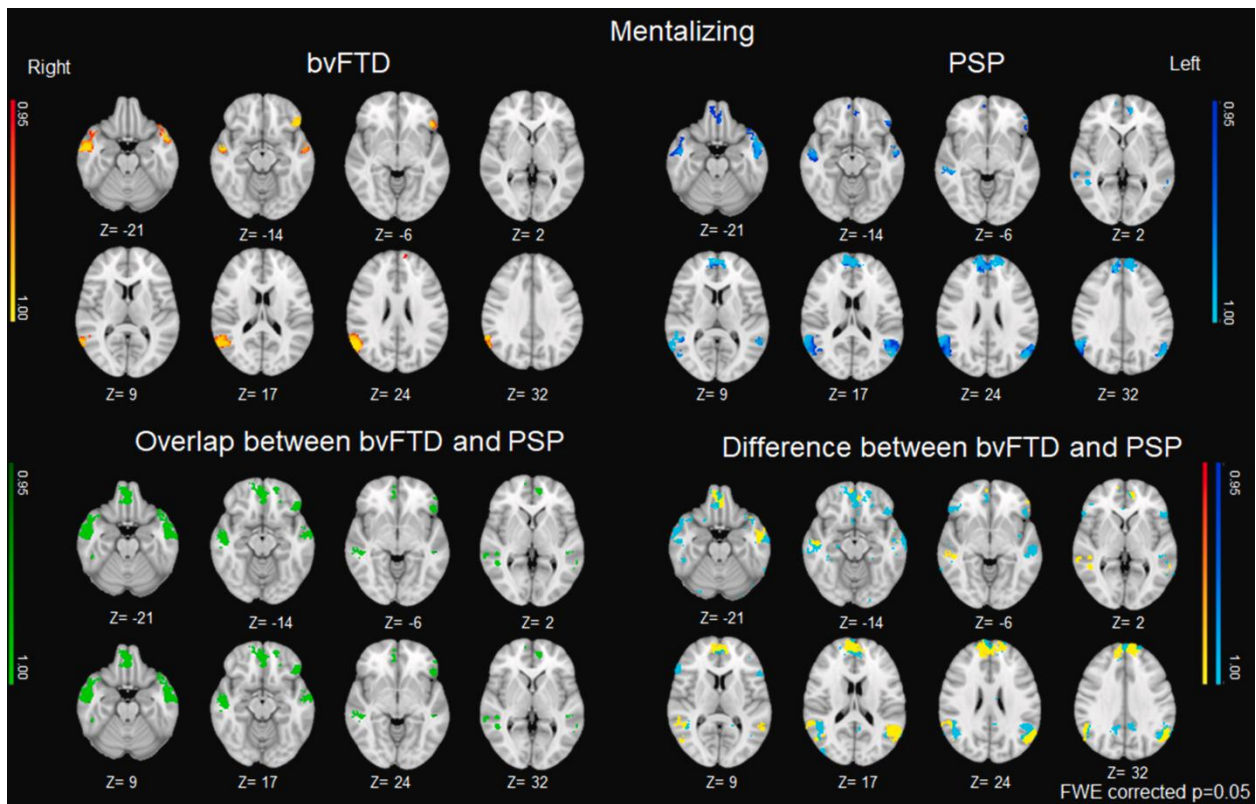 Mentalizing
bvFTD
PSP
Right
Left
0.95
1.00
0.95
1.00
Z= -21
Z= -14
Z= -6
Z= 2
Z= 9
Z= 17
Z= 24
Z= 32
Z= -21
Z= -14
Z= -6
Z= 2
Z= 9
Z= 17
Z= 24
Z= 32
Overlap between bvFTD and PSP
Difference between bvFTD and PSP
0.95
1.00
0.95
1.00
Z= -21
Z= -14
Z= -6
Z= 2
Z= 9
Z= 17
Z= 24
Z= 32
Z= -21
Z= -14
Z= -6
Z= 2
Z= 9
Z= 17
Z= 24
Z= 32
FWE corrected p=0.05